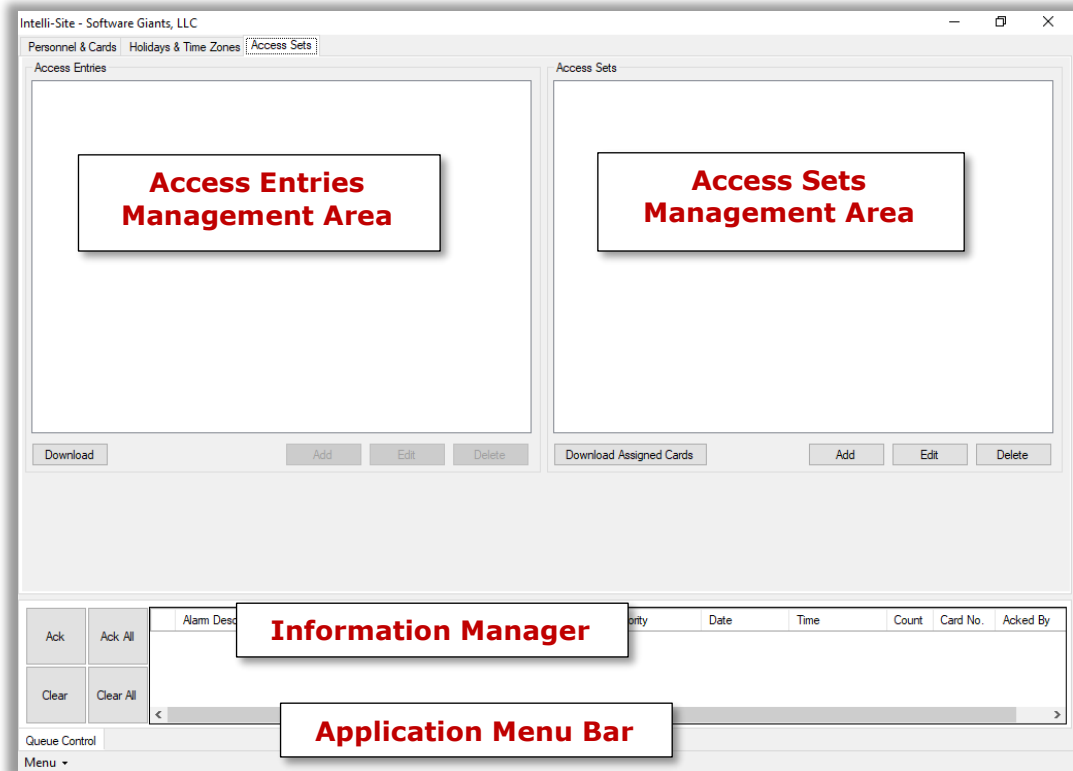 Intelli-Site - Software Giants, LLC
Personnel & Cards Holidays & Time Zones Access Sets
Access Entries
Access Sets
Access Entries
Management Area
Access Sets
Management Area
Download Add Edit Delete
Download Assigned Cards Add Edit Delete
Ack Ack All
Alarm Date Time Count Card No. Acked By
Information Manager
Clear Clear All
Application Menu Bar
Queue Control
Menu